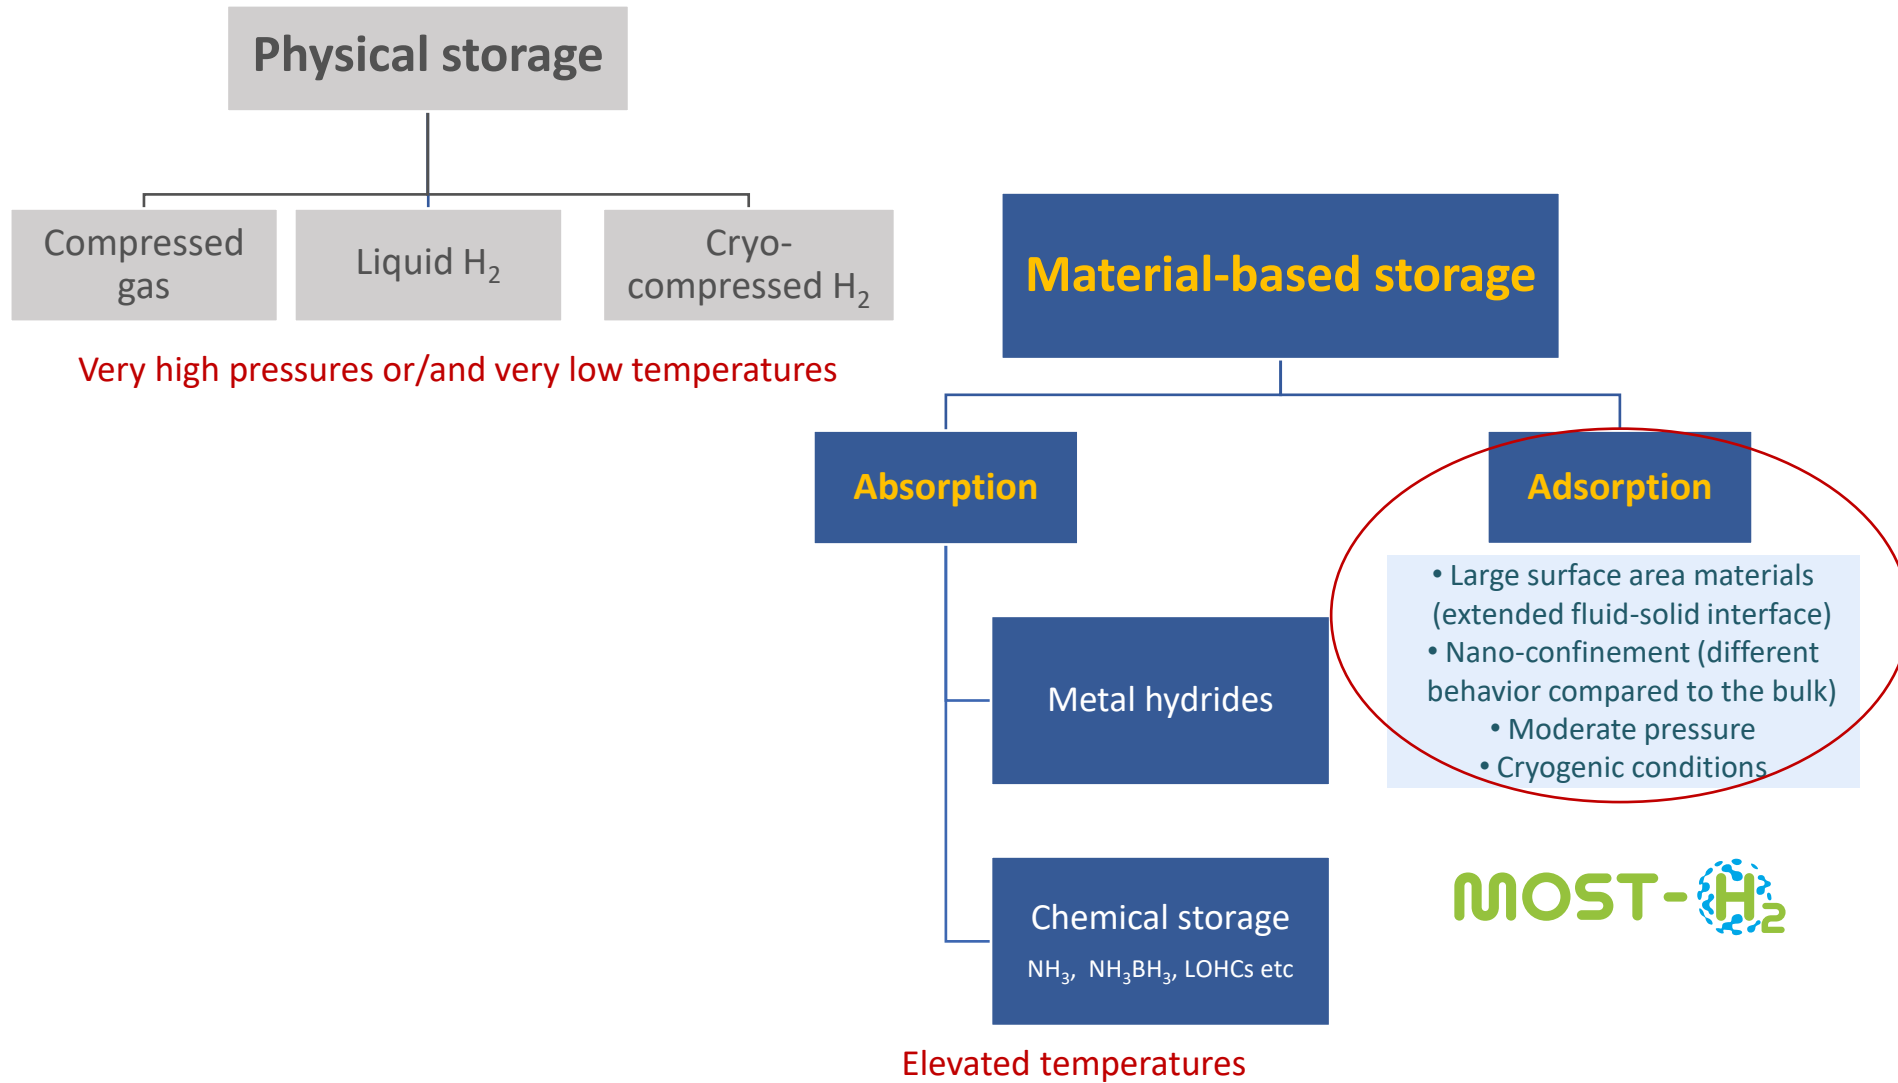 Physical storage
Compressed
gas
Liquid H₂
Cryo-
compressed H₂
Very high pressures or/and very low temperatures
Material-based storage
Absorption
Adsorption
• Large surface area materials
(extended fluid-solid interface)
• Nano-confinement (different
behavior compared to the bulk)
• Moderate pressure
• Cryogenic conditions
Metal hydrides
Chemical storage
NH₃, NH₃BH₃, LOHCs etc
Elevated temperatures
MOST-H₂